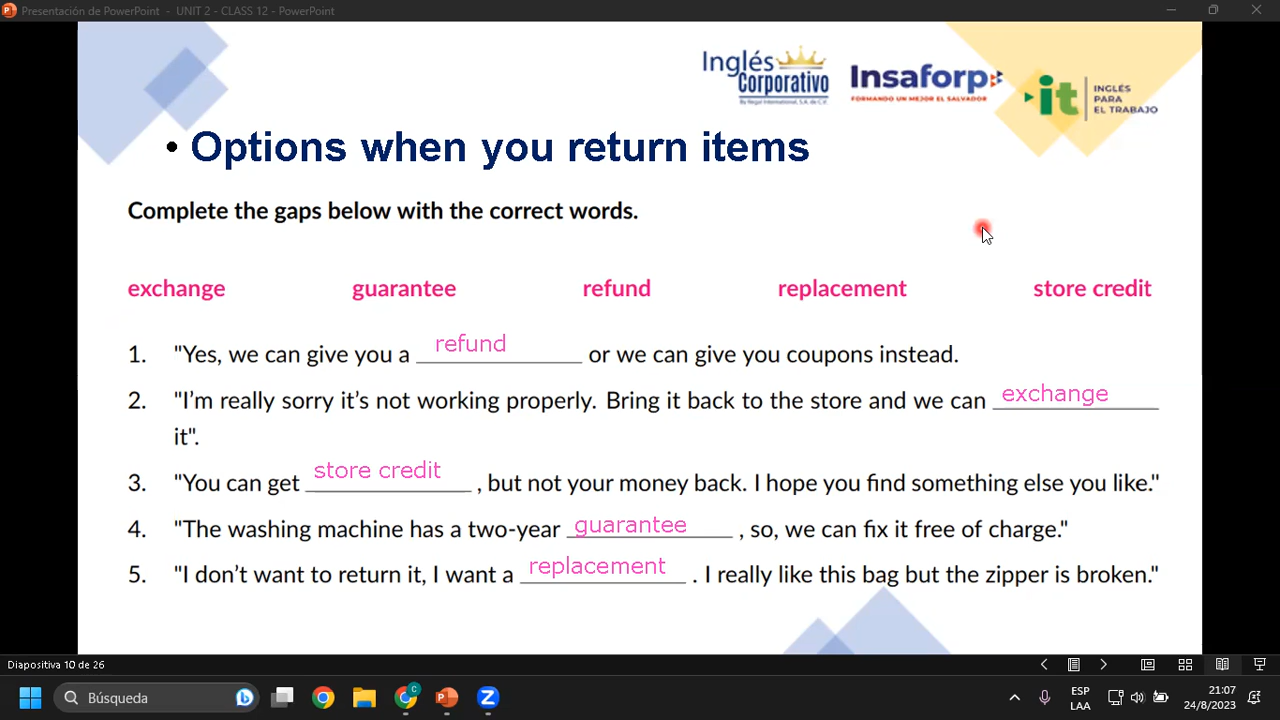 Presentación de PowerPoint - UNIT 2 - CLASS 12 - PowerPoint
Inglés Corporativo
By Regal International, S.A. de C.V.
Insaforp
FORMANDO UN MEJOR EL SALVADOR
it INGLÉS PARA EL TRABAJO
• Options when you return items
Complete the gaps below with the correct words.
exchange guarantee refund replacement store credit
1. "Yes, we can give you a refund or we can give you coupons instead.
2. "I'm really sorry it's not working properly. Bring it back to the store and we can exchange
it".
3. "You can get store credit , but not your money back. I hope you find something else you like."
4. "The washing machine has a two-year guarantee , so, we can fix it free of charge."
5. "I don't want to return it, I want a replacement . I really like this bag but the zipper is broken."
Diapositiva 10 de 26
Búsqueda
ESP
LAA
21:07
24/8/2023